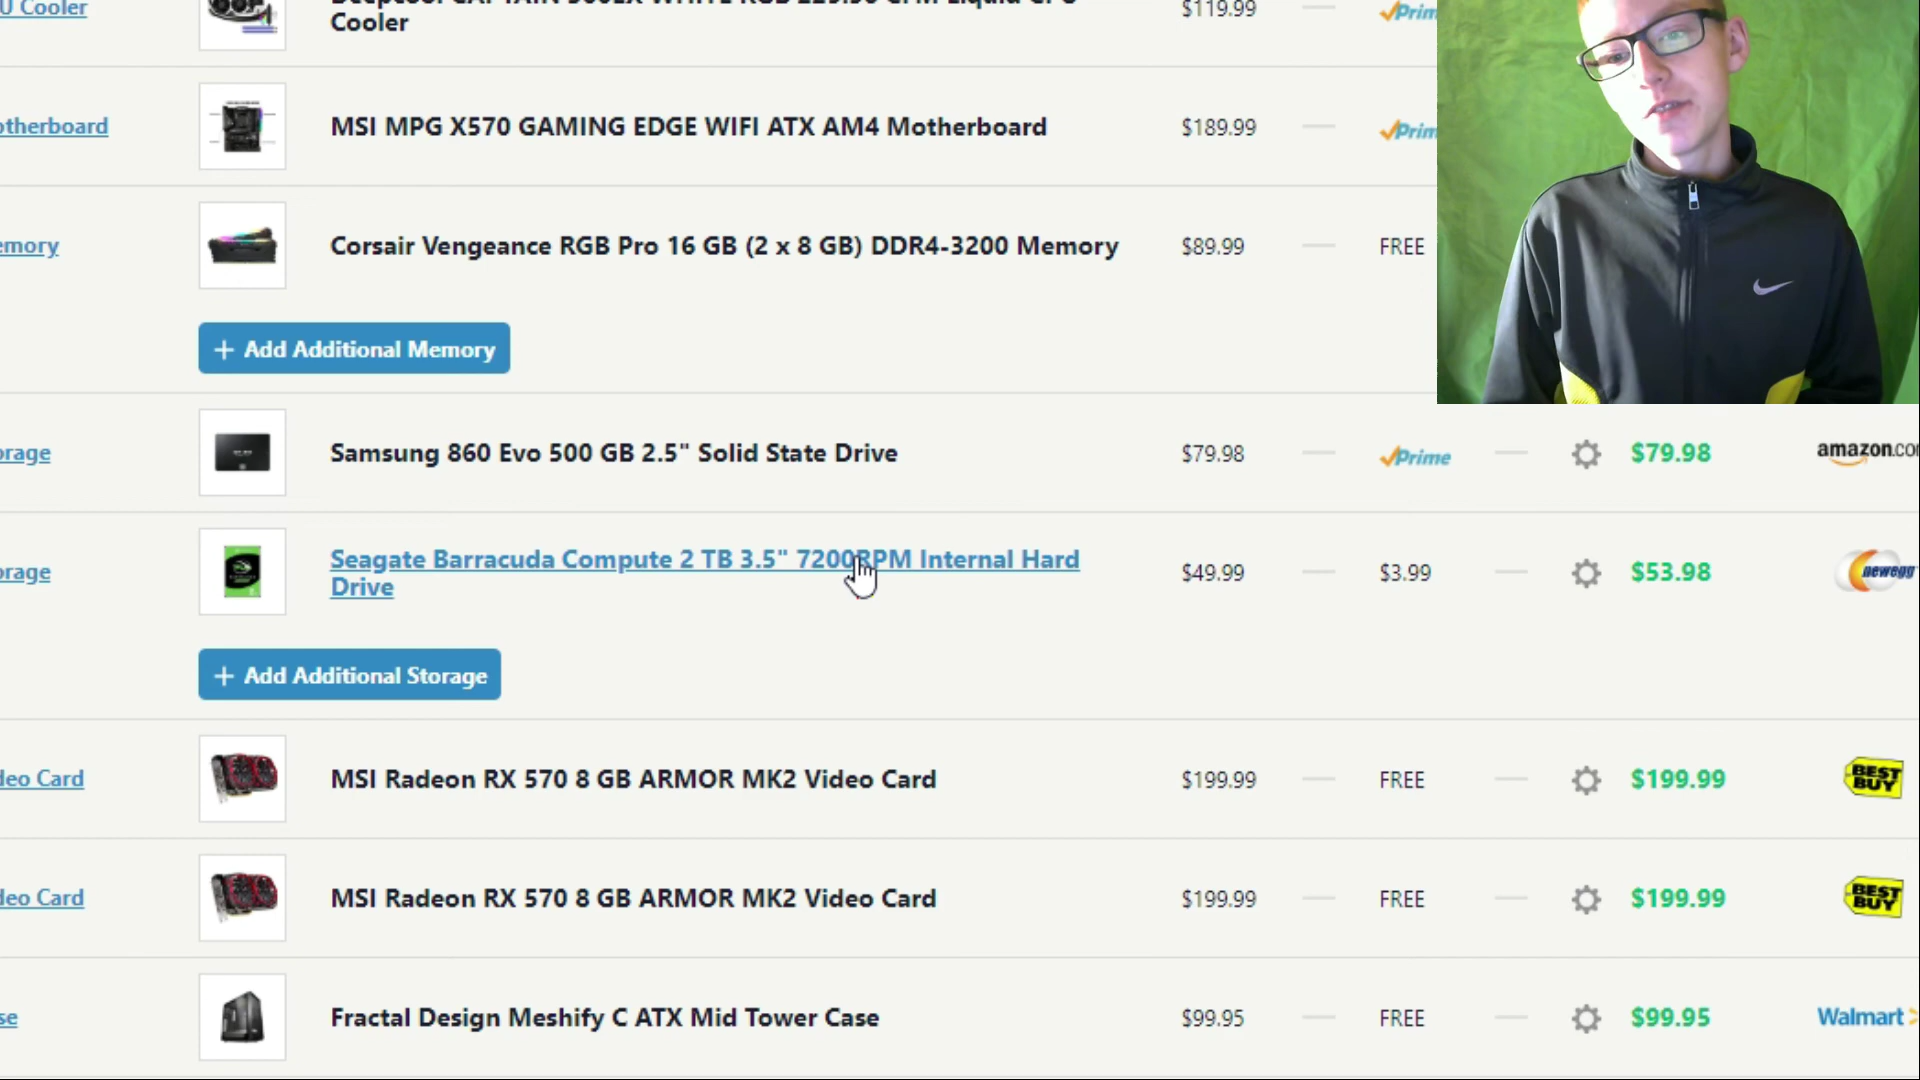 U Cooler
Cooler
$119.99
Prim
otherboard
MSI MPG X570 GAMING EDGE WIFI ATX AM4 Motherboard
$189.99
Prim
emory
Corsair Vengeance RGB Pro 16 GB (2 x 8 GB) DDR4-3200 Memory
$89.99
FREE
+ Add Additional Memory
orage
Samsung 860 Evo 500 GB 2.5" Solid State Drive
$79.98
Prime
$79.98
amazon.co
orage
Seagate Barracuda Compute 2 TB 3.5" 7200RPM Internal Hard
Drive
$49.99
$3.99
$53.98
newegg
+ Add Additional Storage
deo Card
MSI Radeon RX 570 8 GB ARMOR MK2 Video Card
$199.99
FREE
$199.99
BEST
BUY
deo Card
MSI Radeon RX 570 8 GB ARMOR MK2 Video Card
$199.99
FREE
$199.99
BEST
BUY
se
Fractal Design Meshify C ATX Mid Tower Case
$99.95
FREE
$99.95
Walmart